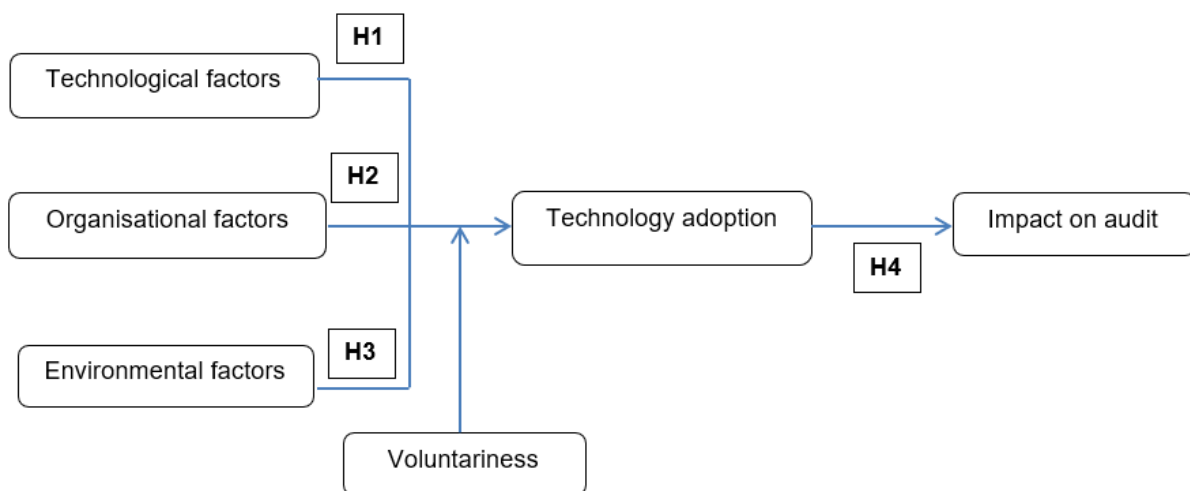 H1
Technological factors
H2
Organisational factors
Technology adoption
Impact on audit
H4
H3
Environmental factors
Voluntariness